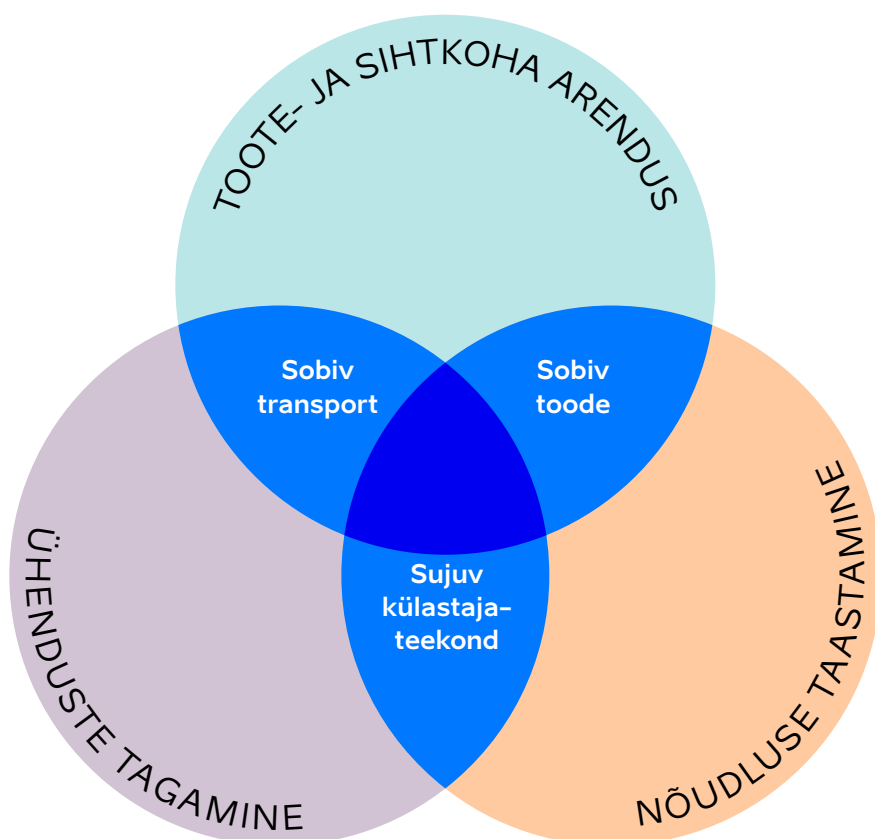 TOOTE- JA SIHTKOHA ARENDUS
Sobiv
transport
Sobiv
toode
Sujuv
külastaja-
teekond
ÜHENDUSTE TAGAMINE
NÕUDLUSE TAASTAMINE